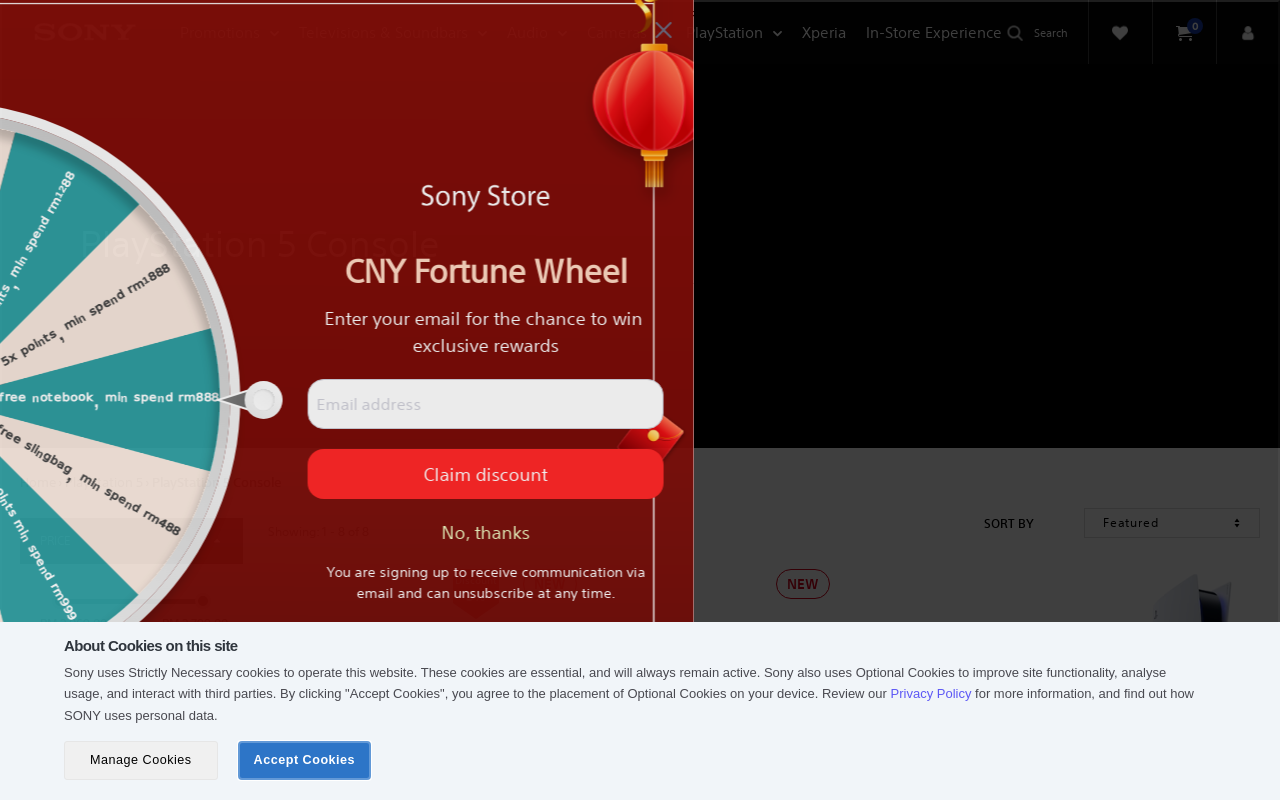 SONY
PlayStation
Xperia
In-Store Experience
Search
0
Sony Store
PlayStation 5 Console
CNY Fortune Wheel
Enter your email for the chance to win
exclusive rewards
Email address
Claim discount
No, thanks
You are signing up to receive communication via
email and can unsubscribe at any time.
min spend rm1288
5x points, min spend rm1888
free notebook, min spend rm888
free slingbag, min spend rm488
points min spend rm999
SORT BY
Featured
NEW
About Cookies on this site
Sony uses Strictly Necessary cookies to operate this website. These cookies are essential, and will always remain active. Sony also uses Optional Cookies to improve site functionality, analyse
usage, and interact with third parties. By clicking "Accept Cookies", you agree to the placement of Optional Cookies on your device. Review our Privacy Policy for more information, and find out how
SONY uses personal data.
Manage Cookies
Accept Cookies